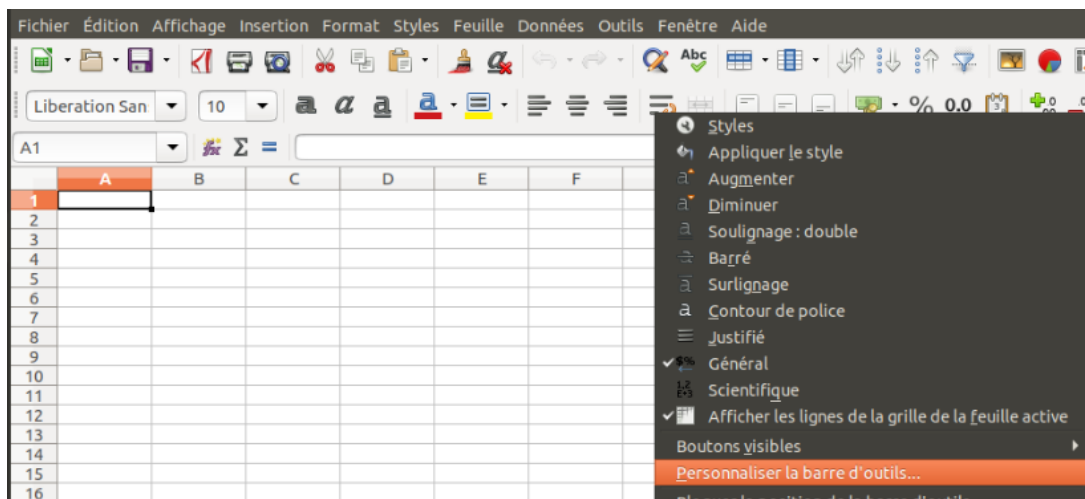 Fichier Édition Affichage Insertion Format Styles Feuille Données Outils Fenêtre Aide
Abc
Liberation San 10 a a a a % 0.0
A1 Σ =
A B C D E F
1
2
3
4
5
6
7
8
9
10
11
12
13
14
15
16
Styles
Appliquer le style
Augmenter
Diminuer
Soulignage : double
Barré
Surlignage
Contour de police
Justifié
Général
Scientifique
Afficher les lignes de la grille de la feuille active
Boutons visibles
Personnaliser la barre d'outils...